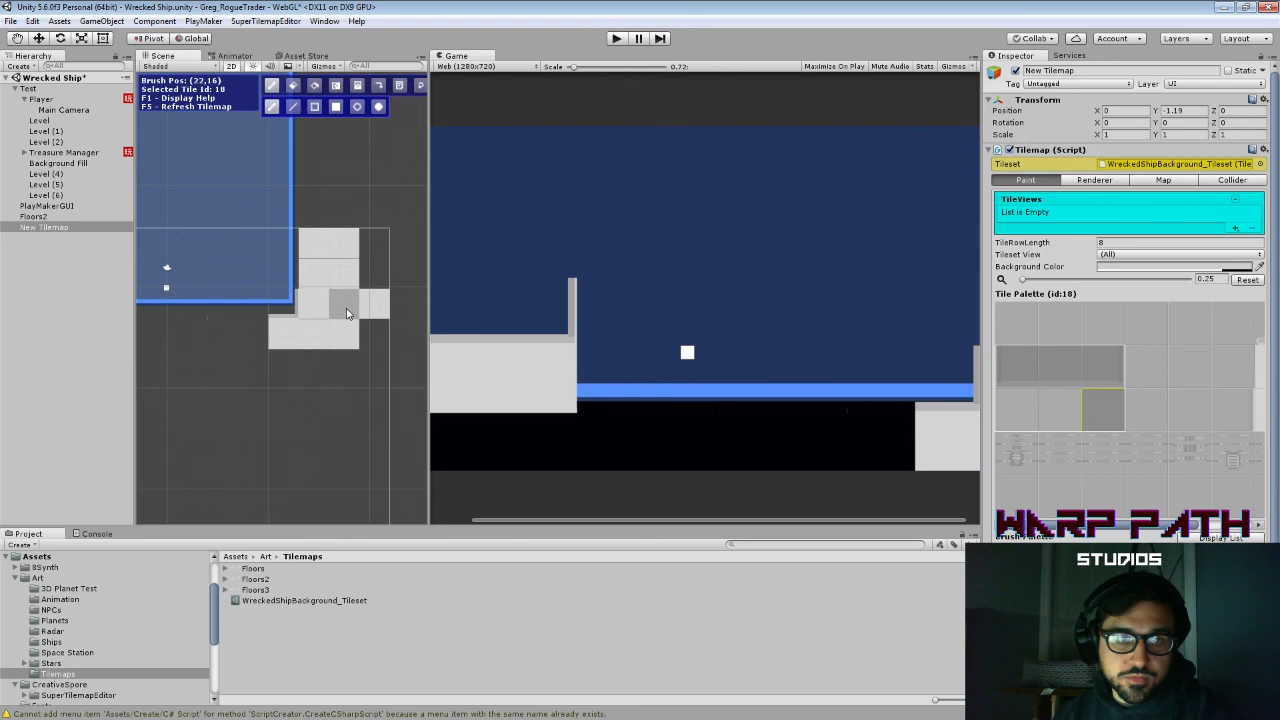 Unity 5.6.0f3 Personal (64bit) - Wrecked Ship.unity - Greg_RogueTrader - WebGL* <DX11 on DX9 GPU>
File Edit Assets GameObject Component PlayMaker SuperTilemapEditor Window Help
Pivot Global Collab Account Layers Layout
Hierarchy Scene Animator Asset Store Game Inspector Services
Create All Shaded 2D Gizmos All Web (1280x720) Scale 0.72: Maximize On Play Mute Audio Stats Gizmos
New Tilemap Static
Tag Untagged Layer UI
Wrecked Ship*
Test
Player
Main Camera
Level
Level (1)
Level (2)
Treasure Manager
Background Fill
Level (4)
Level (5)
Level (6)
PlayMakerGUI
Floors2
New Tilemap
Brush Pos: (22,16)
Selected Tile Id: 18
F1 - Display Help
F5 - Refresh Tilemap
Transform
Position X 0 Y -1.19 Z 0
Rotation X 0 Y 0 Z 0
Scale X 1 Y 1 Z 1
Tilemap (Script)
Tileset WreckedShipBackground_Tileset (Tile
Paint Renderer Map Collider
TileViews
List is Empty
TileRowLength 8
Tileset View (All)
Background Color
0.25 Reset
Tile Palette (id:18)
Display List
WARP PATH
STUDIOS
Project Console
Create
Assets
8Synth
Art
3D Planet Test
Animation
NPCs
Planets
Radar
Ships
Space Station
Stars
Tilemaps
CreativeSpore
SuperTilemapEditor
Assets Art Tilemaps
Floors
Floors2
Floors3
WreckedShipBackground_Tileset
Cannot add menu item 'Assets/Create/C# Script' for method 'ScriptCreator.CreateCSharpScript' because a menu item with the same name already exists.